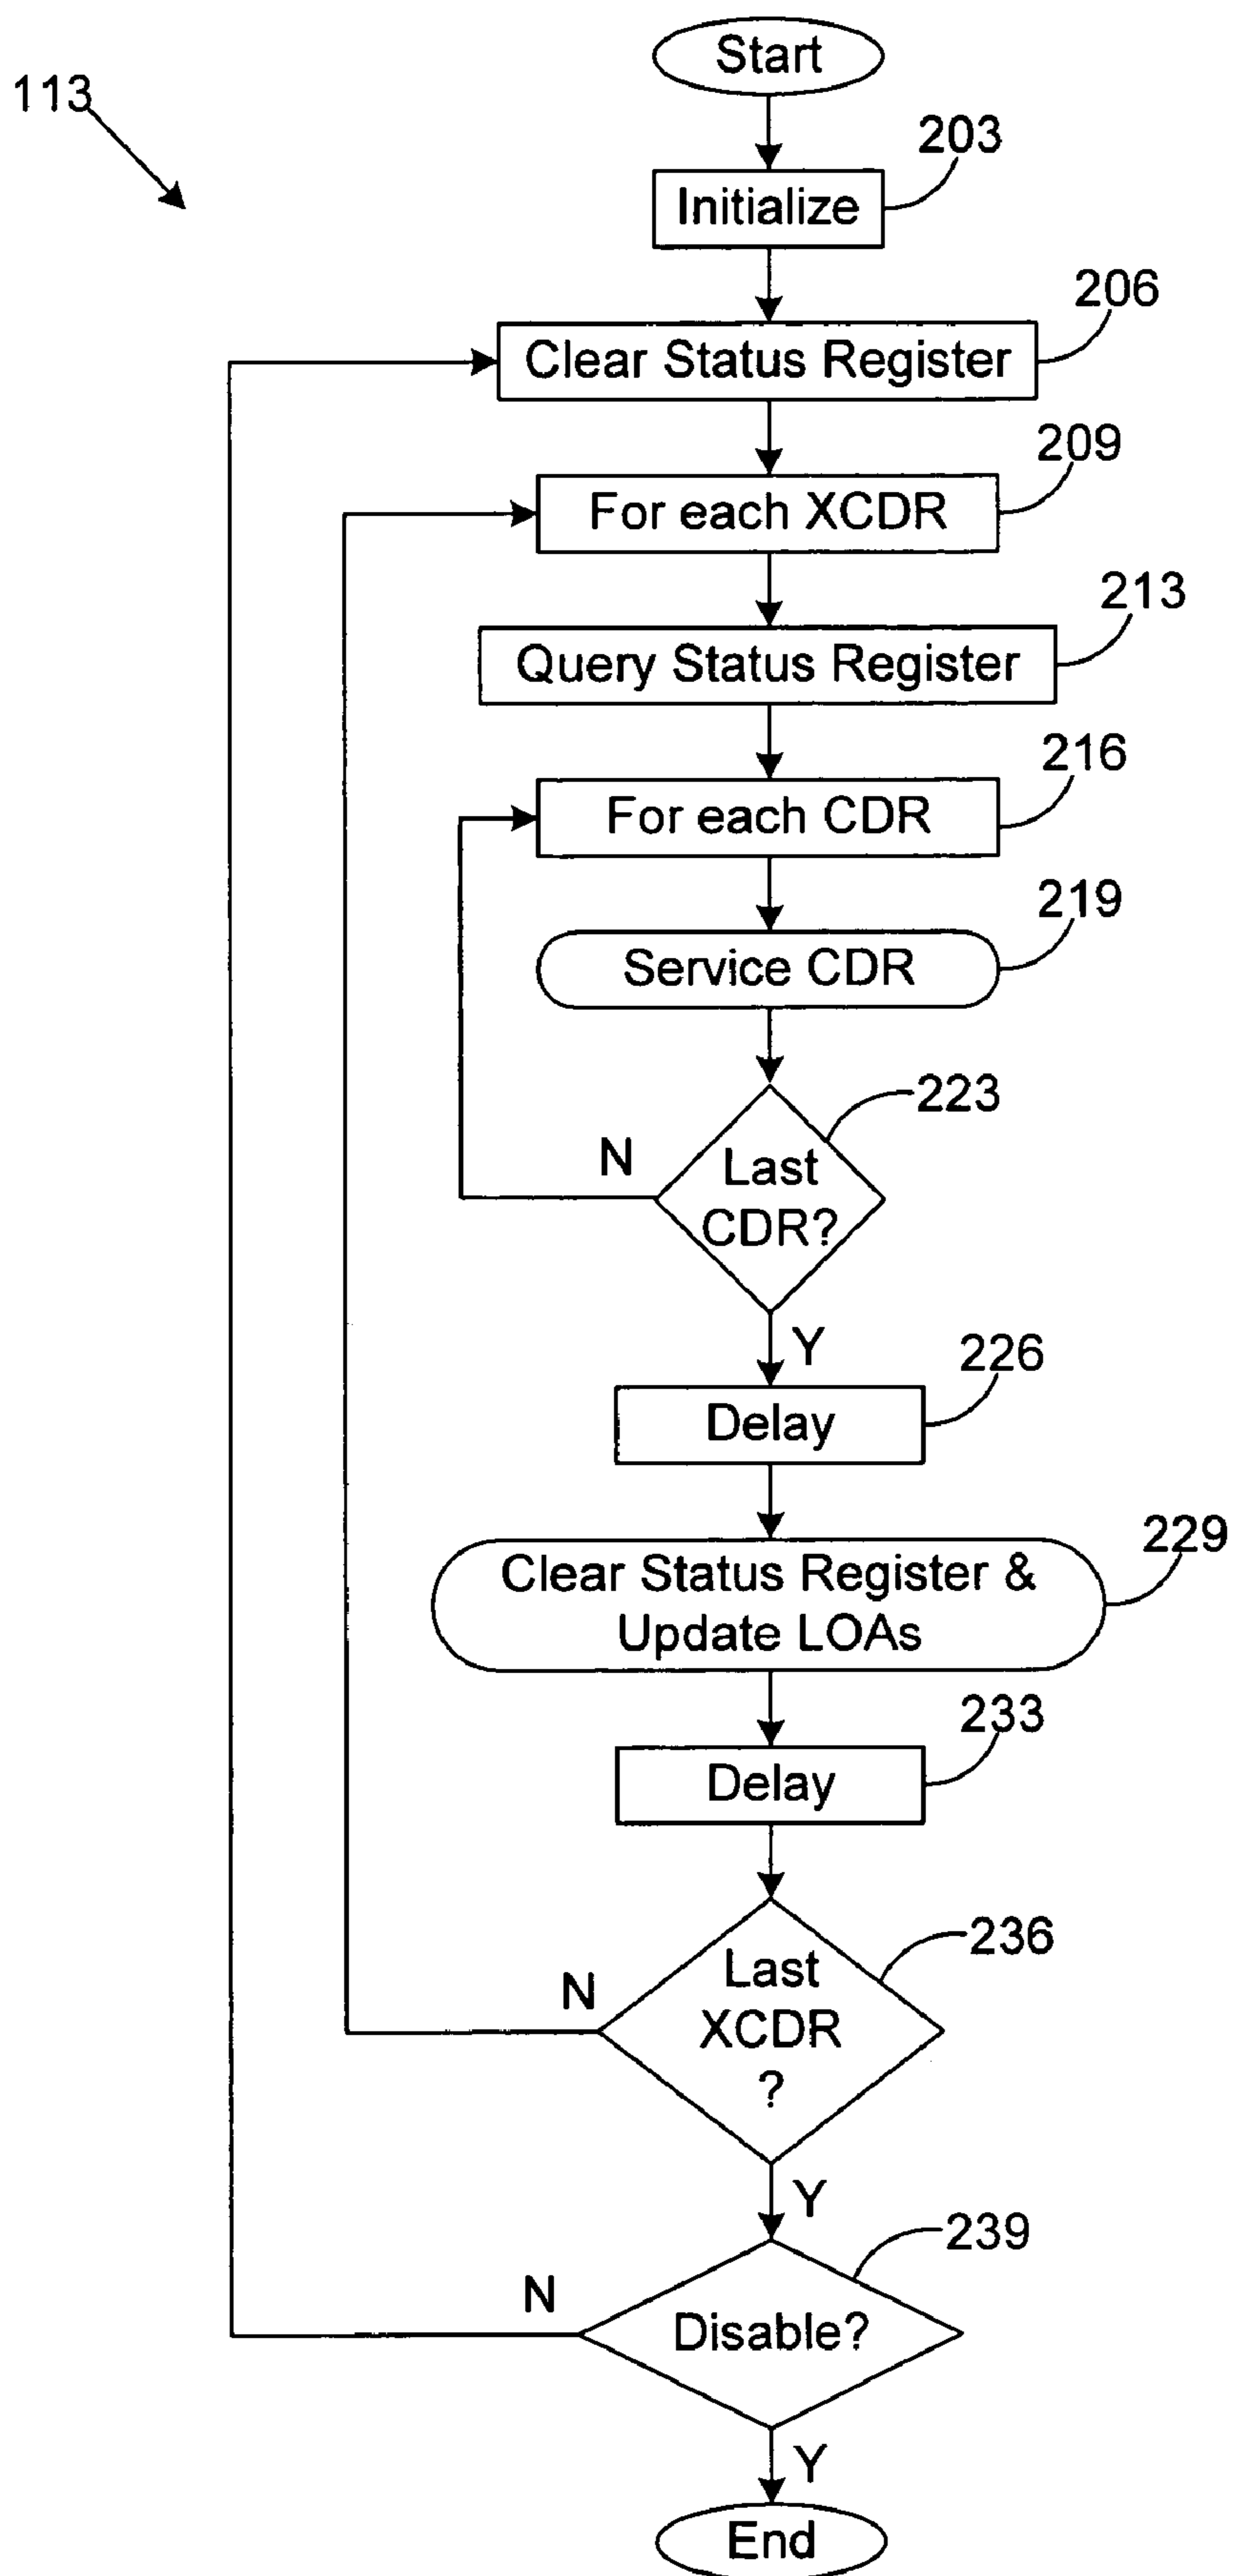 Start
113
203
Initialize
206
Clear Status Register
209
For each XCDR
213
Query Status Register
216
For each CDR
219
Service CDR
223
N
Last
CDR?
Y
226
Delay
229
Clear Status Register &
Update LOAs
233
Delay
236
N
Last
XCDR
?
Y
239
N
Disable?
Y
End